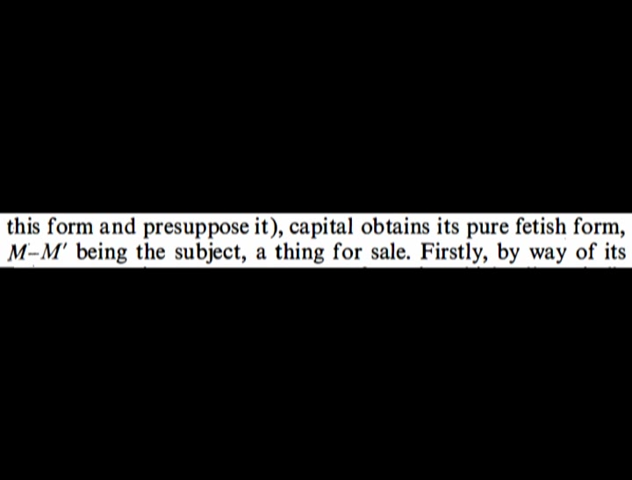 this form and presuppose it), capital obtains its pure fetish form,
M–M′ being the subject, a thing for sale. Firstly, by way of its